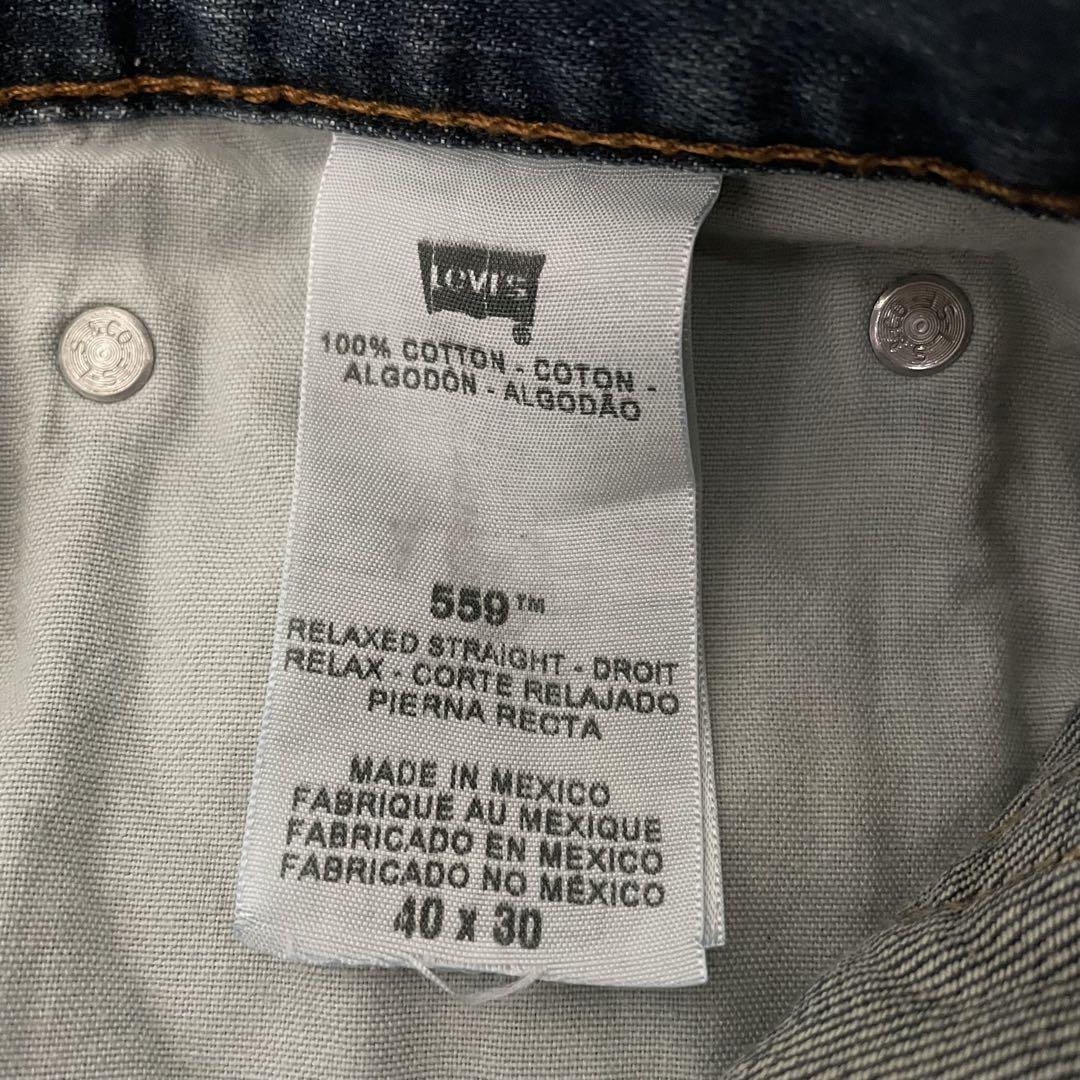 Levi's
100% COTTON - COTON -
ALGODÓN - ALGODÃO
559™
RELAXED STRAIGHT - DROIT
RELAX - CORTE RELAJADO
PIERNA RECTA
MADE IN MEXICO
FABRIQUE AU MEXIQUE
FABRICADO EN MEXICO
FABRICADO NO MÉXICO
40 x 30